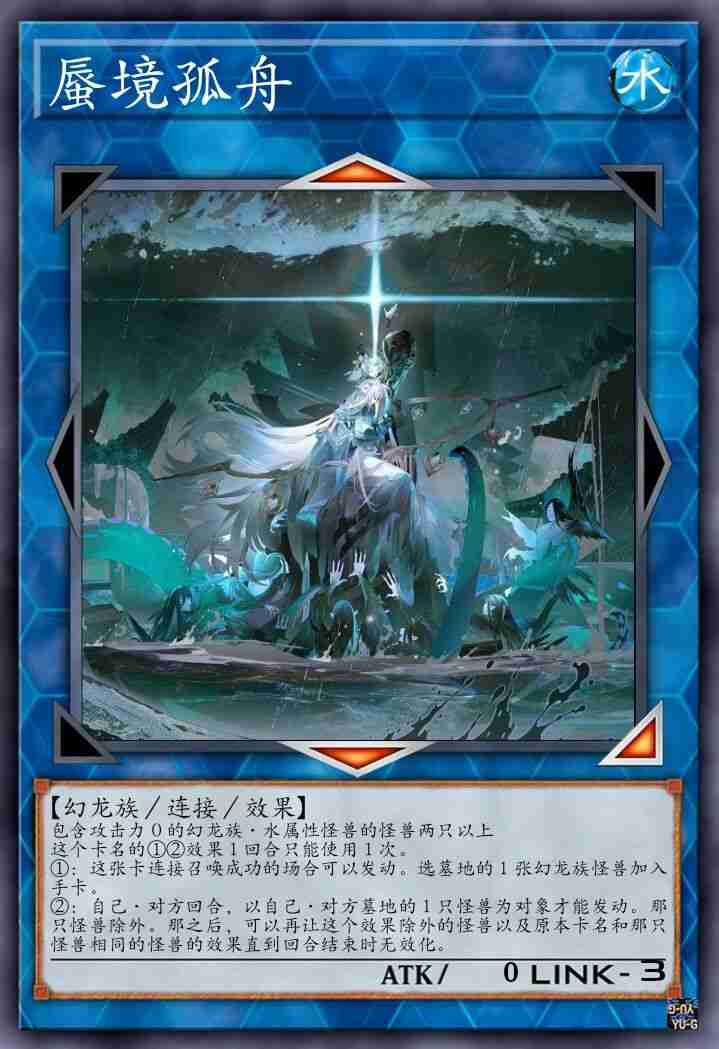 蜃境孤舟
水
【幻龙族／连接／效果】
包含攻击力０的幻龙族・水属性怪兽的怪兽两只以上
这个卡名的①②效果１回合只能使用１次。
①：这张卡连接召唤成功的场合可以发动。选墓地的１张幻龙族怪兽加入
手卡。
②：自己・对方回合，以自己・对方墓地的１只怪兽为对象才能发动。那
只怪兽除外。那之后，可以再让这个效果除外的怪兽以及原本卡名和那只
怪兽相同的怪兽的效果直到回合结束时无效化。
ATK/ 0 LINK-3
YU-G
YU-G